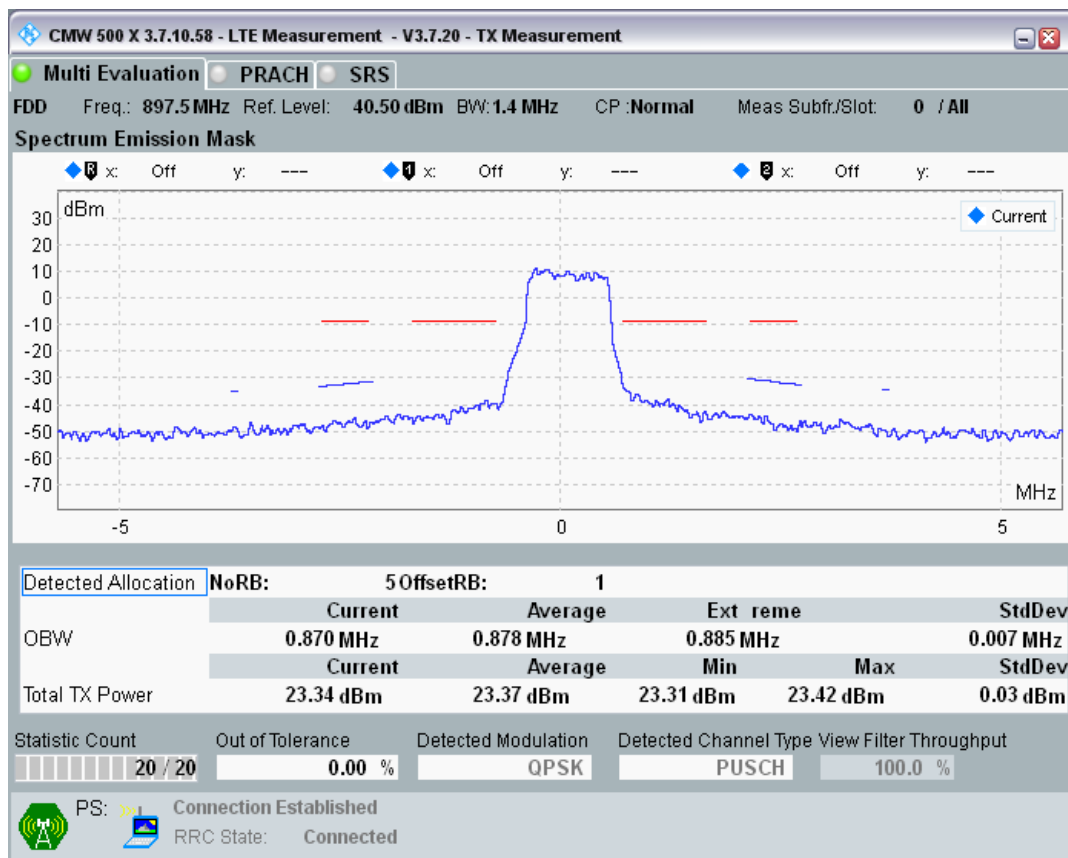 CMW 500 X 3.7.10.58 - LTE Measurement - V3.7.20 - TX Measurement
Multi Evaluation PRACH SRS
FDD Freq.: 897.5 MHz Ref. Level: 40.50 dBm BW: 1.4 MHz CP :Normal Meas Subfr./Slot: 0 / All
Spectrum Emission Mask
R x: Off y: --- 1 x: Off y: --- 2 x: Off y: ---
dBm
Current
30
20
10
0
-10
-20
-30
-40
-50
-60
-70
MHz
-5 0 5
Detected Allocation NoRB: 5 OffsetRB: 1
Current Average Ext reme StdDev
OBW 0.870 MHz 0.878 MHz 0.885 MHz 0.007 MHz
Current Average Min Max StdDev
Total TX Power 23.34 dBm 23.37 dBm 23.31 dBm 23.42 dBm 0.03 dBm
Statistic Count Out of Tolerance Detected Modulation Detected Channel Type View Filter Throughput
20 / 20 0.00 % QPSK PUSCH 100.0 %
PS: Connection Established
RRC State: Connected